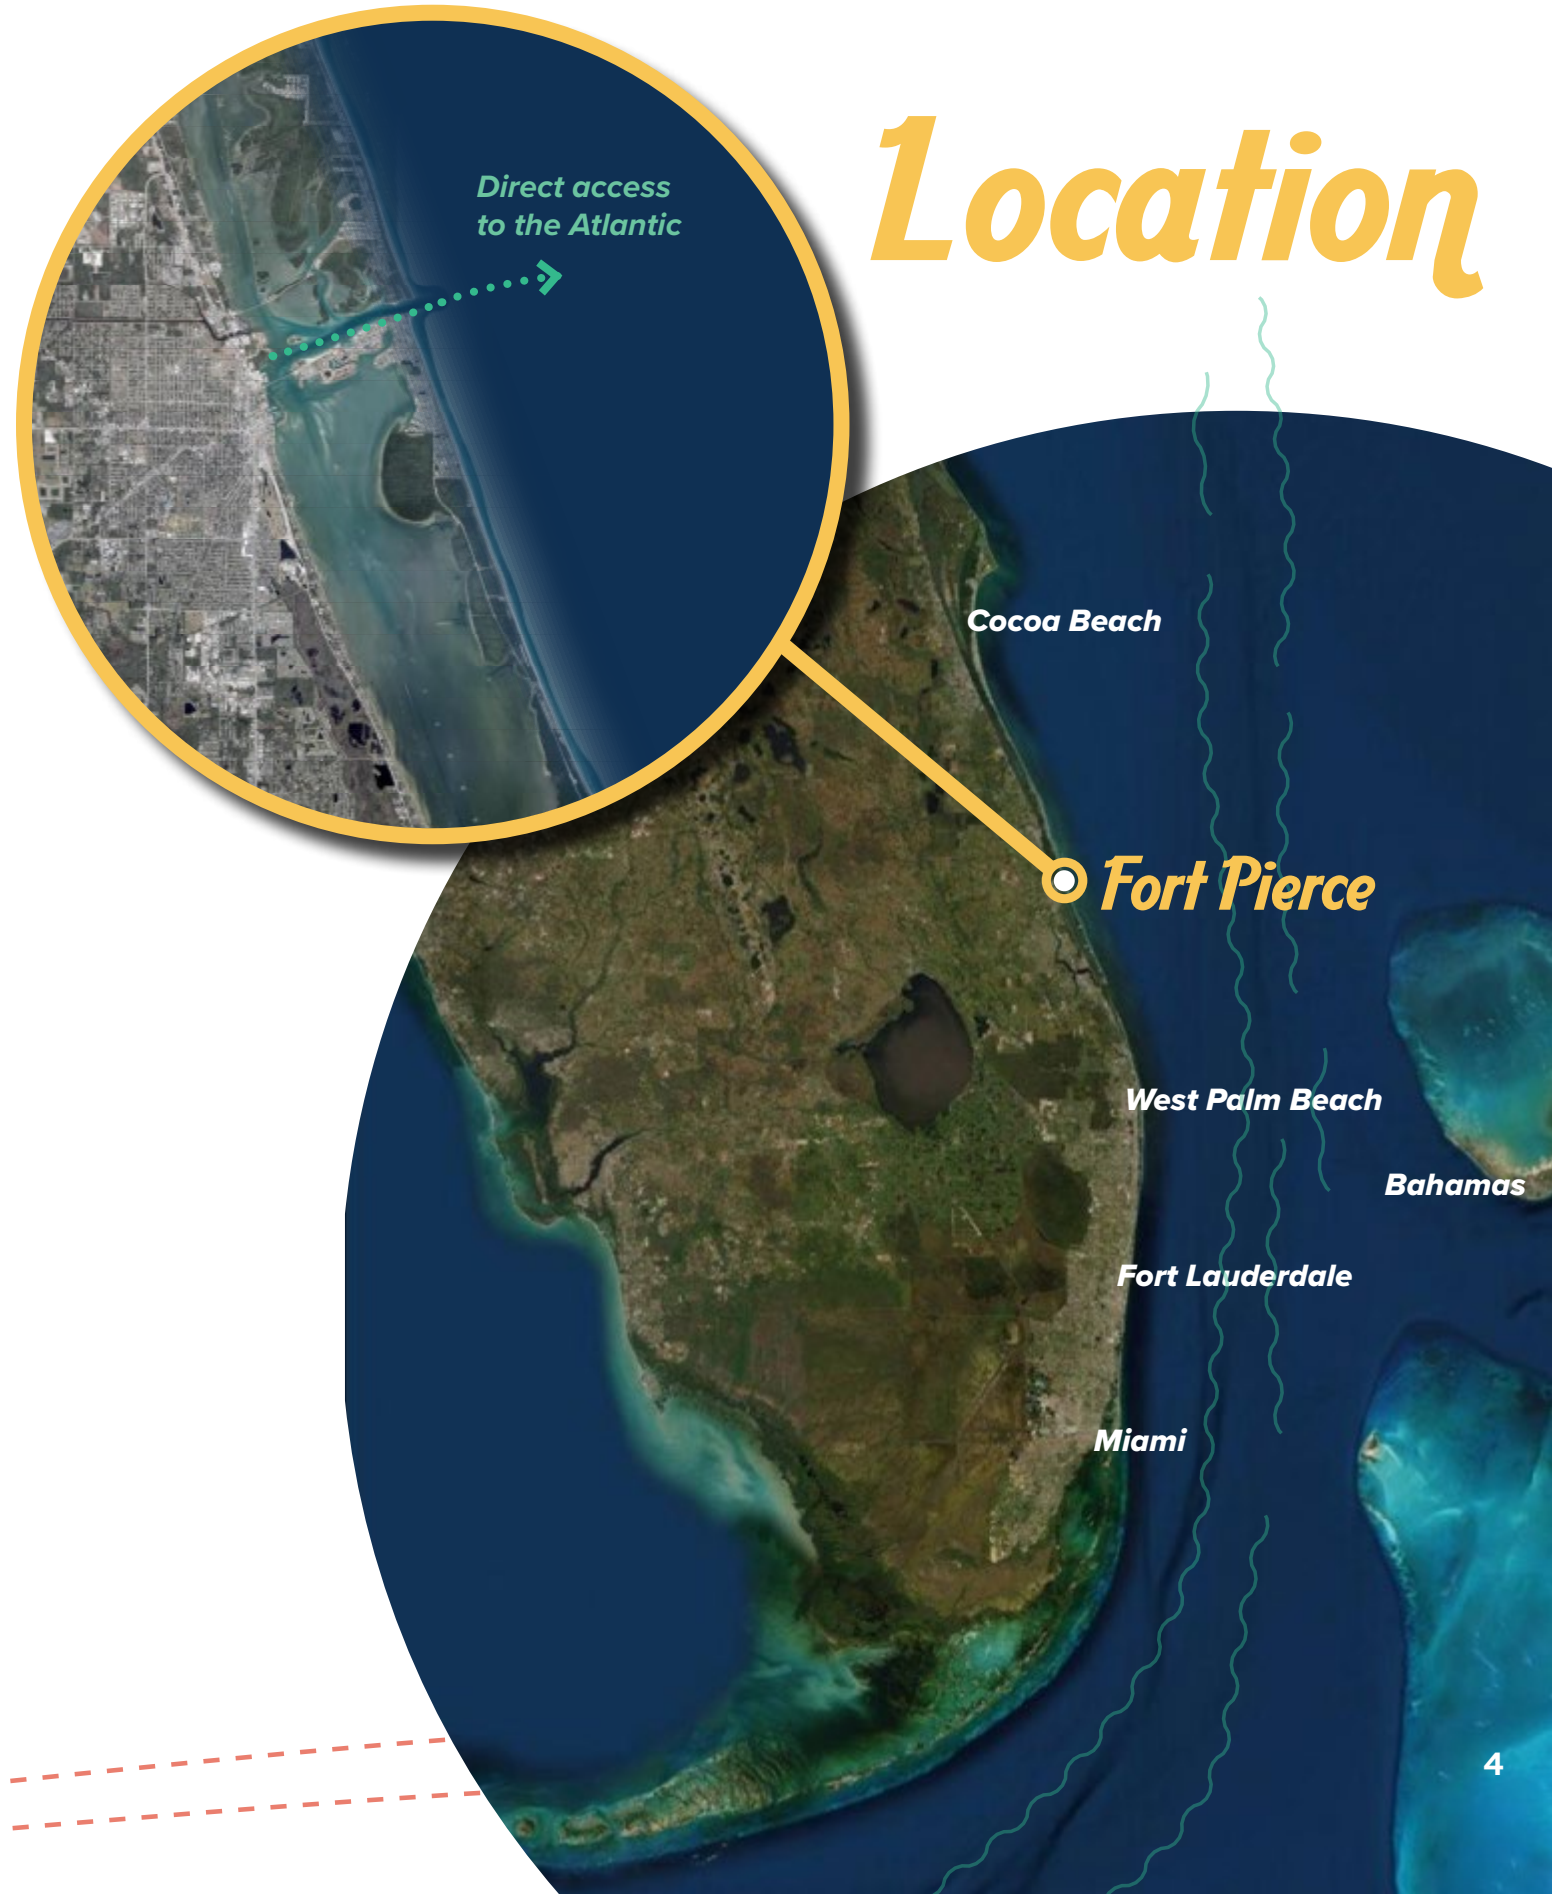 Location
Direct access
to the Atlantic
Cocoa Beach
Fort Pierce
West Palm Beach
Bahamas
Fort Lauderdale
Miami
4